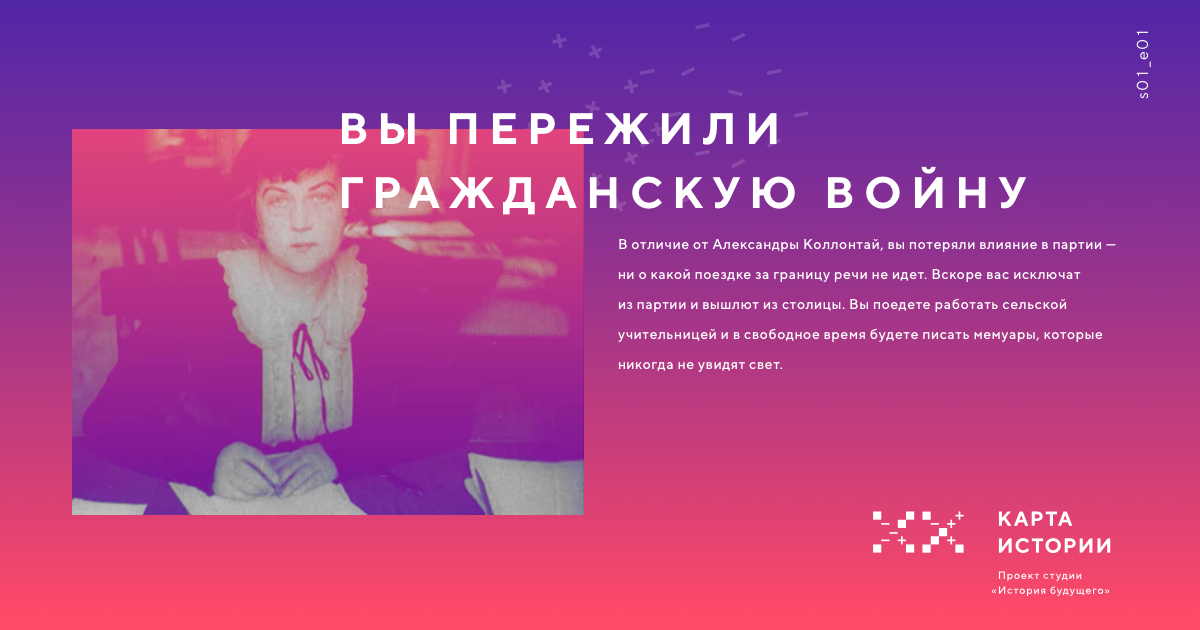 s01_e01
ВЫ ПЕРЕЖИЛИ
ГРАЖДАНСКУЮ ВОЙНУ
В отличие от Александры Коллонтай, вы потеряли влияние в партии —
ни о какой поездке за границу речи не идет. Вскоре вас исключат
из партии и вышлют из столицы. Вы поедете работать сельской
учительницей и в свободное время будете писать мемуары, которые
никогда не увидят свет.
КАРТА
ИСТОРИИ
Проект студии
«История будущего»